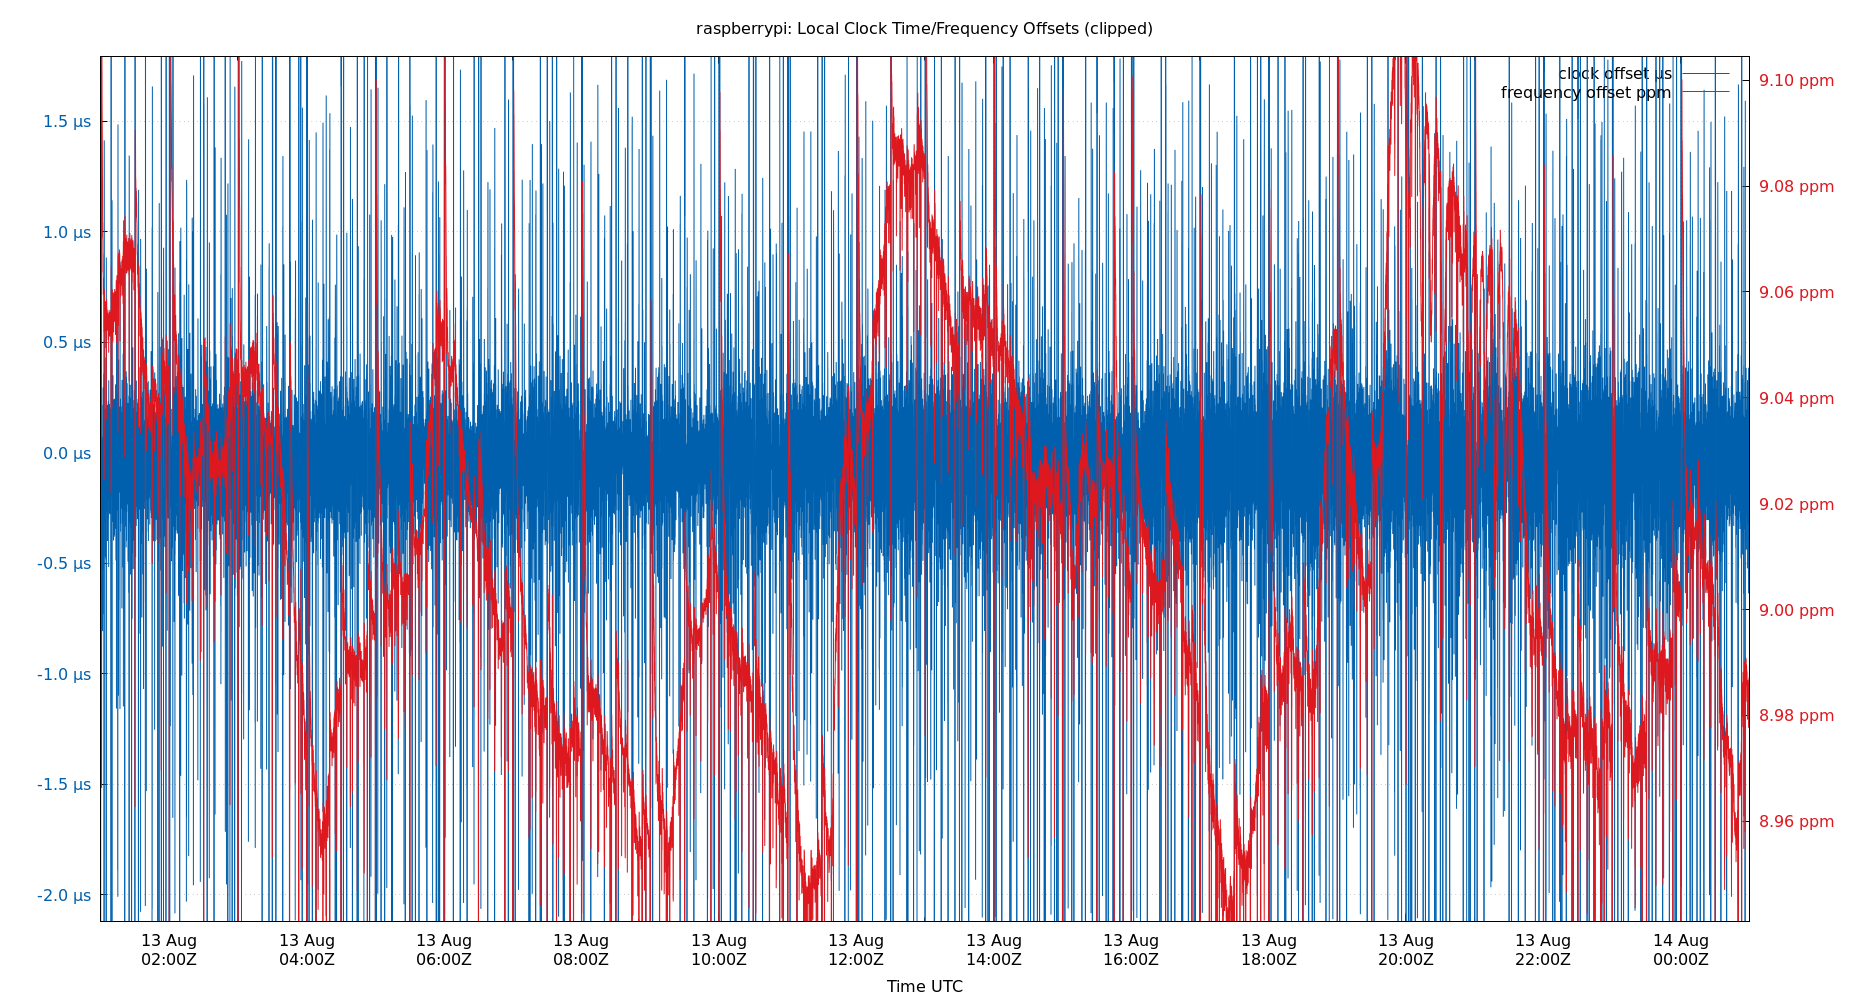 raspberrypi: Local Clock Time/Frequency Offsets (clipped)
clock offset µs
frequency offset ppm
1.5 µs
1.0 µs
0.5 µs
0.0 µs
-0.5 µs
-1.0 µs
-1.5 µs
-2.0 µs
9.10 ppm
9.08 ppm
9.06 ppm
9.04 ppm
9.02 ppm
9.00 ppm
8.98 ppm
8.96 ppm
13 Aug 13 Aug 13 Aug 13 Aug 13 Aug 13 Aug 13 Aug 13 Aug 13 Aug 13 Aug 13 Aug 14 Aug
02:00Z 04:00Z 06:00Z 08:00Z 10:00Z 12:00Z 14:00Z 16:00Z 18:00Z 20:00Z 22:00Z 00:00Z
Time UTC